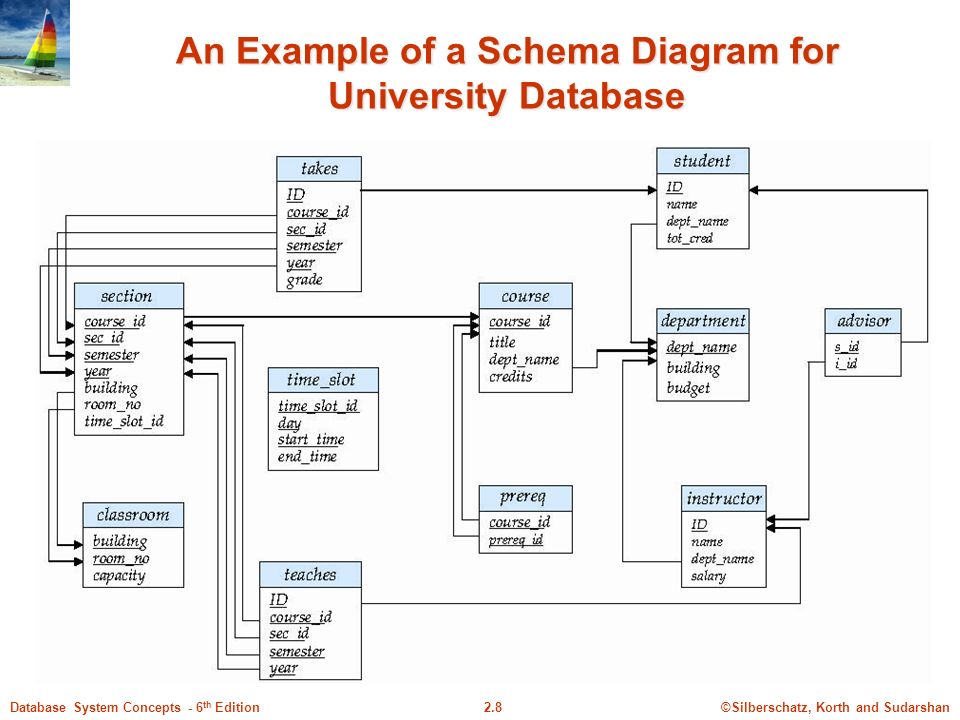 An Example of a Schema Diagram for
University Database
takes
ID
course_id
sec_id
semester
year
grade
student
ID
name
dept_name
tot_cred
section
course_id
sec_id
semester
year
building
room_no
time_slot_id
course
course_id
title
dept_name
credits
department
dept_name
building
budget
advisor
s_id
i_id
time_slot
time_slot_id
day
start_time
end_time
prereq
course_id
prereq_id
instructor
ID
name
dept_name
salary
classroom
building
room_no
capacity
teaches
ID
course_id
sec_id
semester
year
Database System Concepts - 6th Edition
2.8
©Silberschatz, Korth and Sudarshan